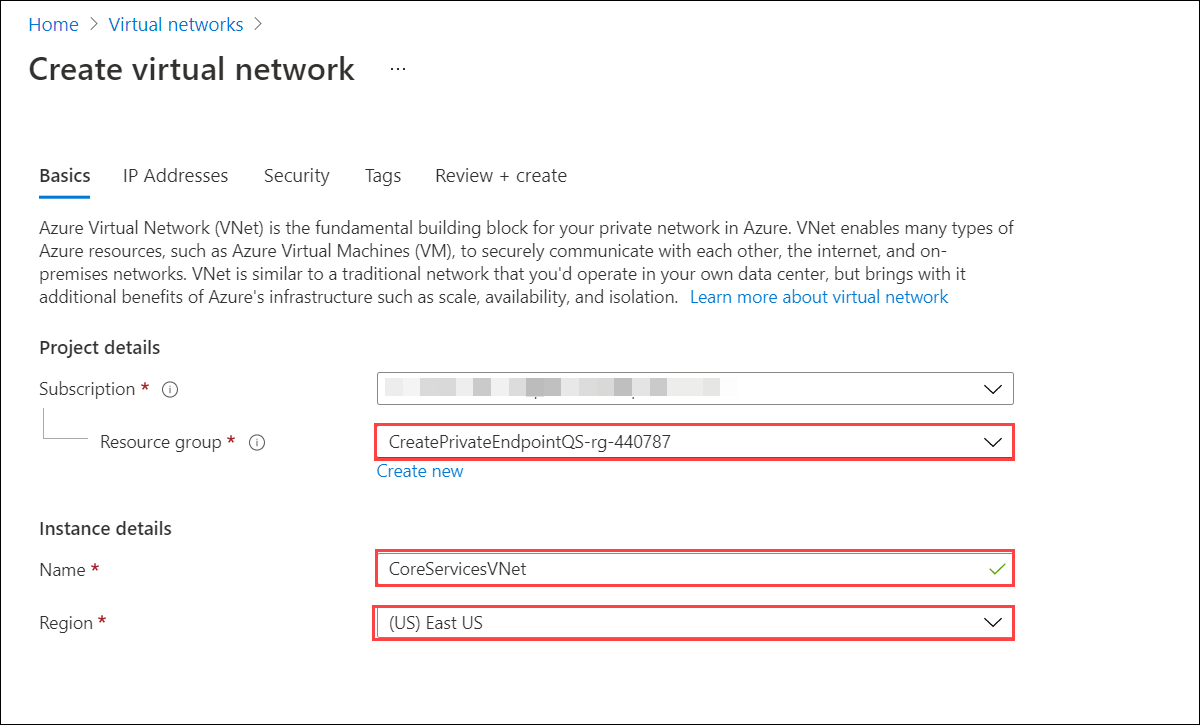 Home > Virtual networks >
Create virtual network ...
Basics IP Addresses Security Tags Review + create
Azure Virtual Network (VNet) is the fundamental building block for your private network in Azure. VNet enables many types of
Azure resources, such as Azure Virtual Machines (VM), to securely communicate with each other, the internet, and on-
premises networks. VNet is similar to a traditional network that you'd operate in your own data center, but brings with it
additional benefits of Azure's infrastructure such as scale, availability, and isolation. Learn more about virtual network
Project details
Subscription *
Resource group * CreatePrivateEndpointQS-rg-440787
Create new
Instance details
Name * CoreServicesVNet
Region * (US) East US